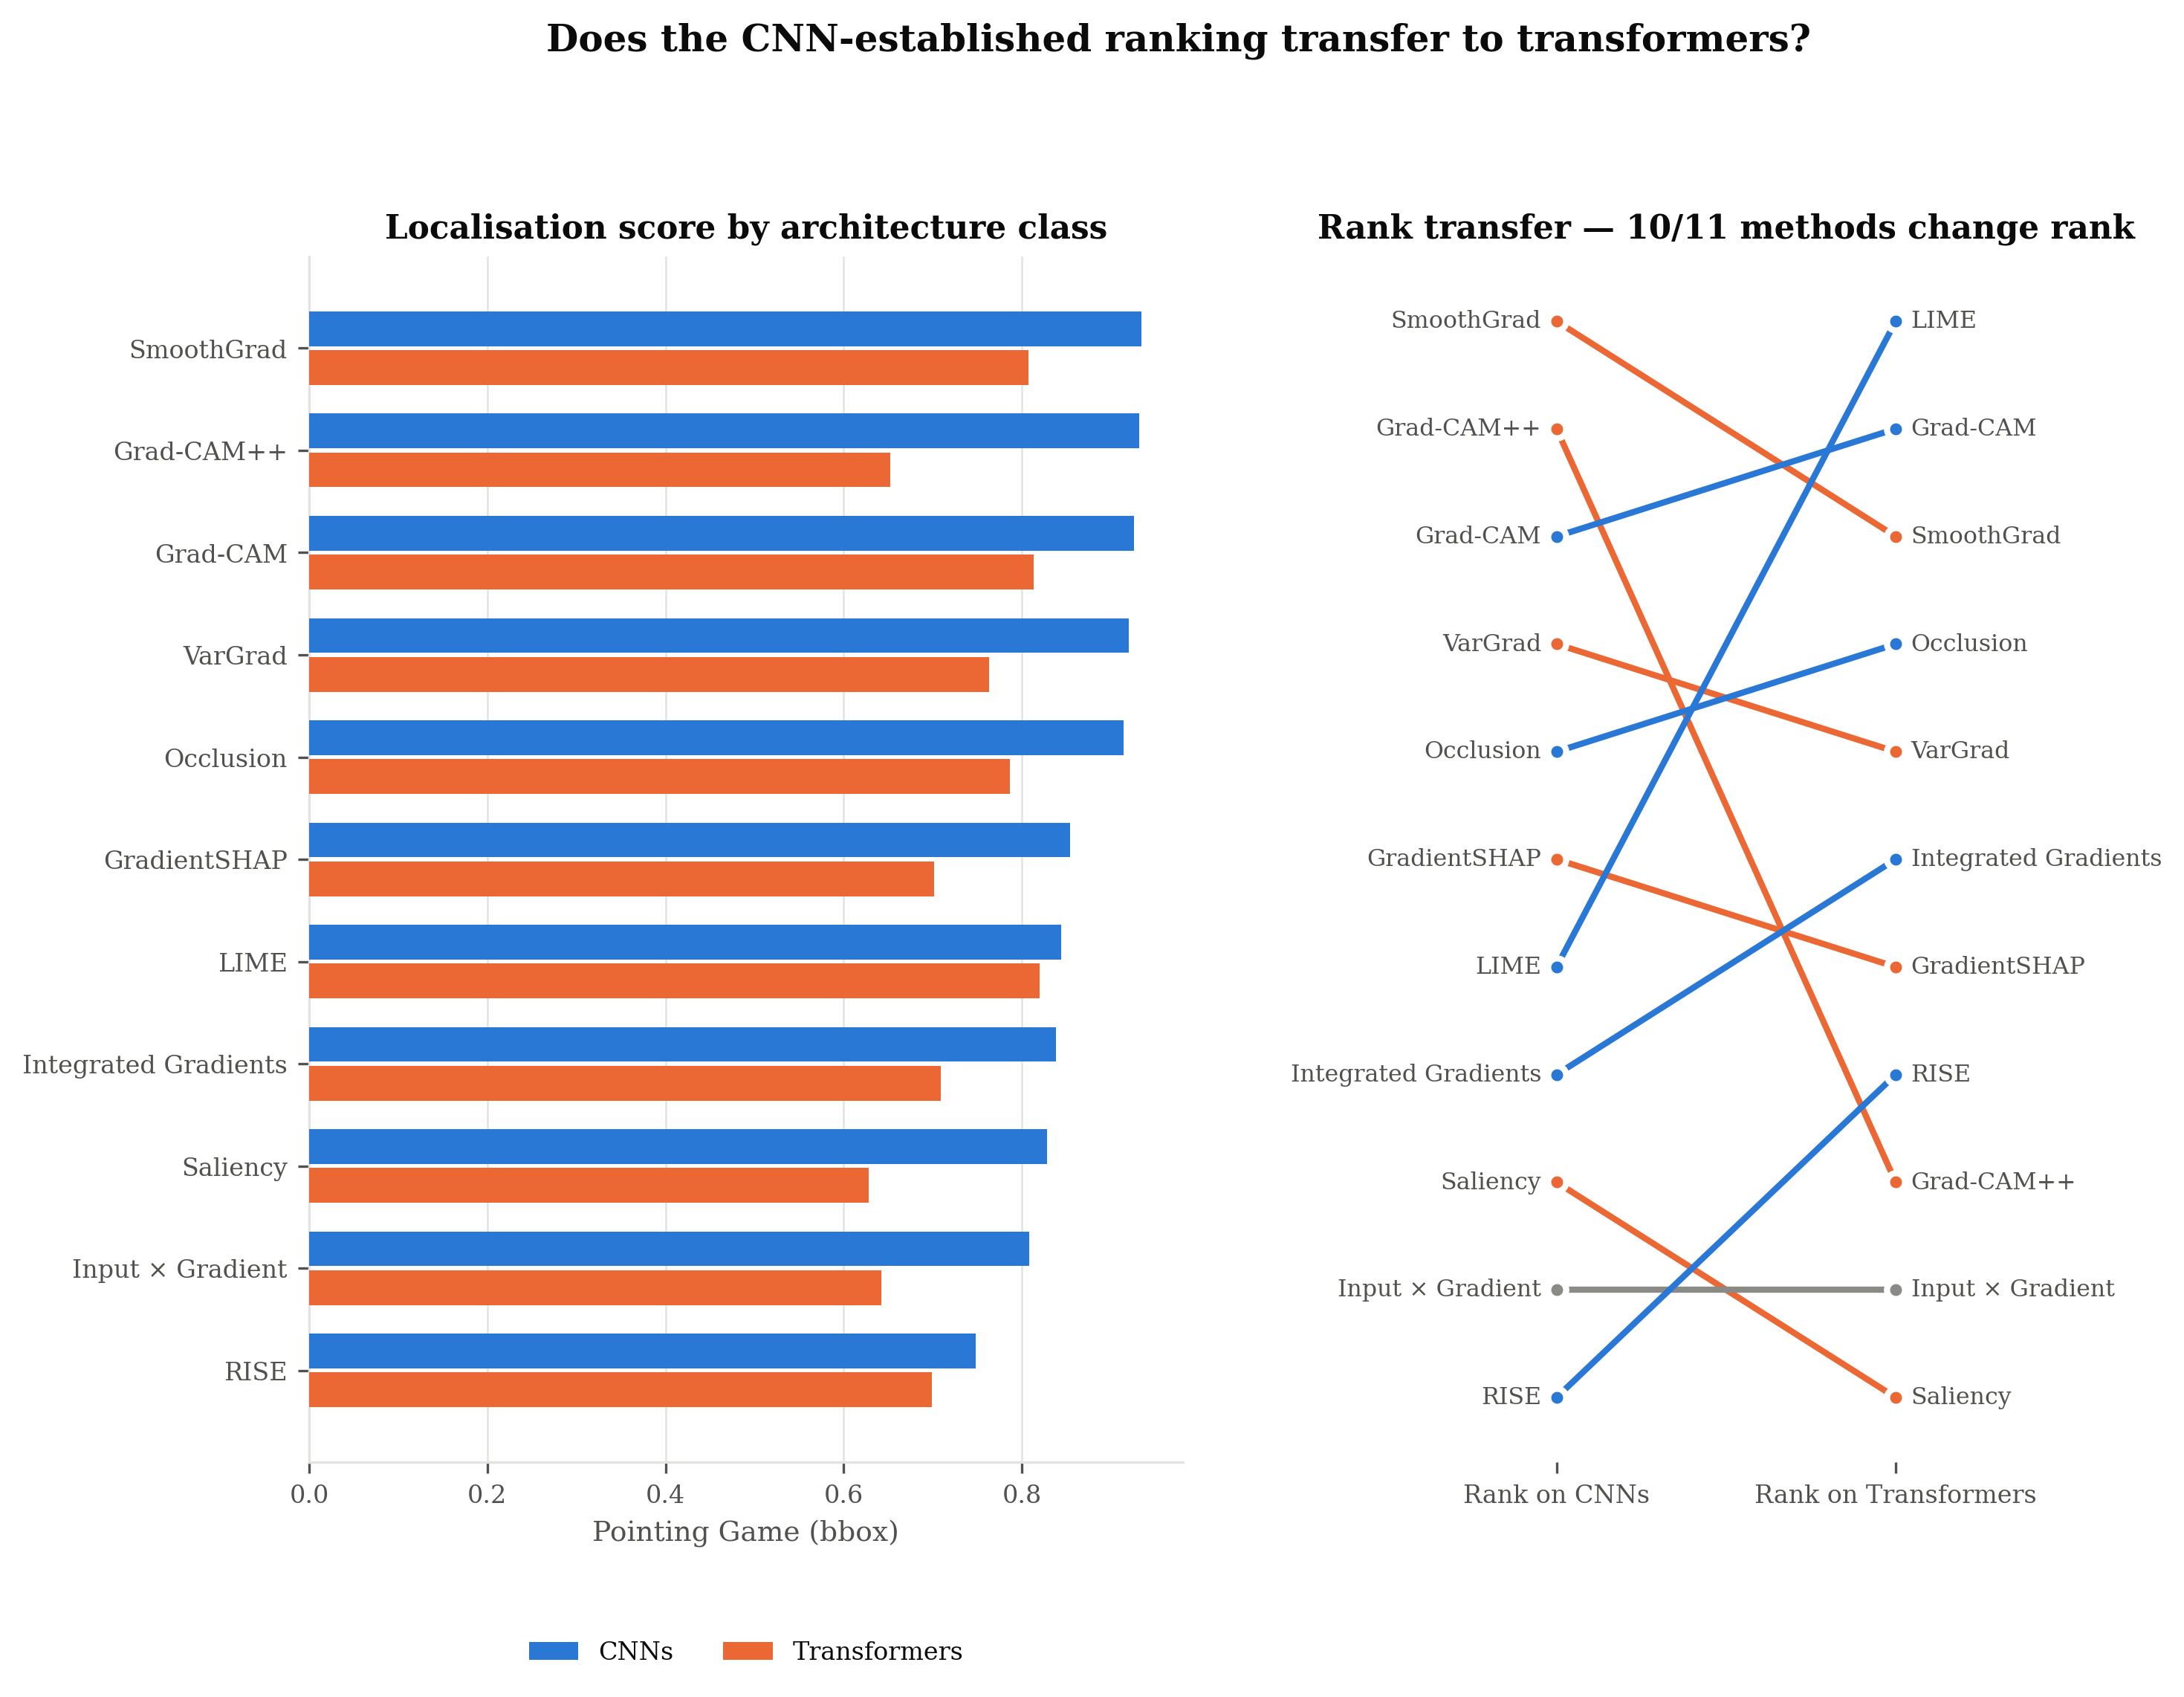 Does the CNN-established ranking transfer to transformers?
Localisation score by architecture class
SmoothGrad
Grad-CAM++
Grad-CAM
VarGrad
Occlusion
GradientSHAP
LIME
Integrated Gradients
Saliency
Input × Gradient
RISE
0.0 0.2 0.4 0.6 0.8
Pointing Game (bbox)
CNNs Transformers
Rank transfer — 10/11 methods change rank
SmoothGrad LIME
Grad-CAM++ Grad-CAM
Grad-CAM SmoothGrad
VarGrad Occlusion
Occlusion VarGrad
GradientSHAP Integrated Gradients
LIME GradientSHAP
Integrated Gradients RISE
Saliency Grad-CAM++
Input × Gradient Input × Gradient
RISE Saliency
Rank on CNNs Rank on Transformers